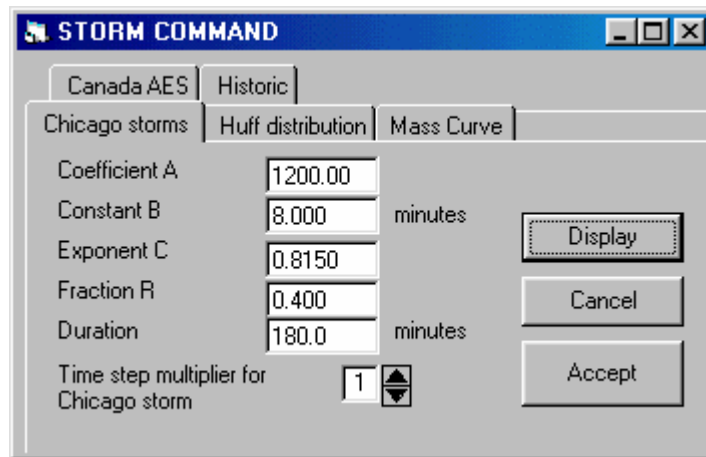 STORM COMMAND
Canada AES Historic
Chicago storms Huff distribution Mass Curve
Coefficient A 1200.00
Constant B 8.000 minutes
Exponent C 0.8150
Fraction R 0.400
Duration 180.0 minutes
Time step multiplier for
Chicago storm
1
Display
Cancel
Accept